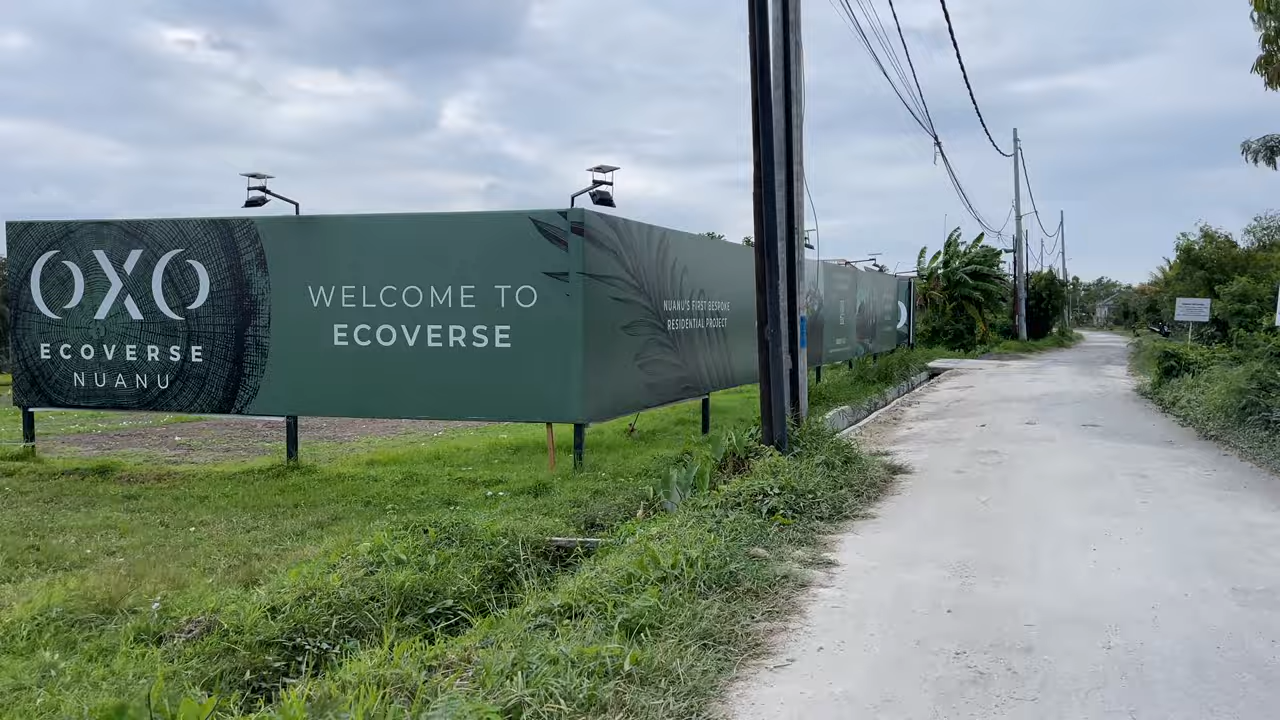 OXO
ECOVERSE
NUANU
WELCOME TO
ECOVERSE
NUANU'S FIRST BESPOKE
RESIDENTIAL PROJECT